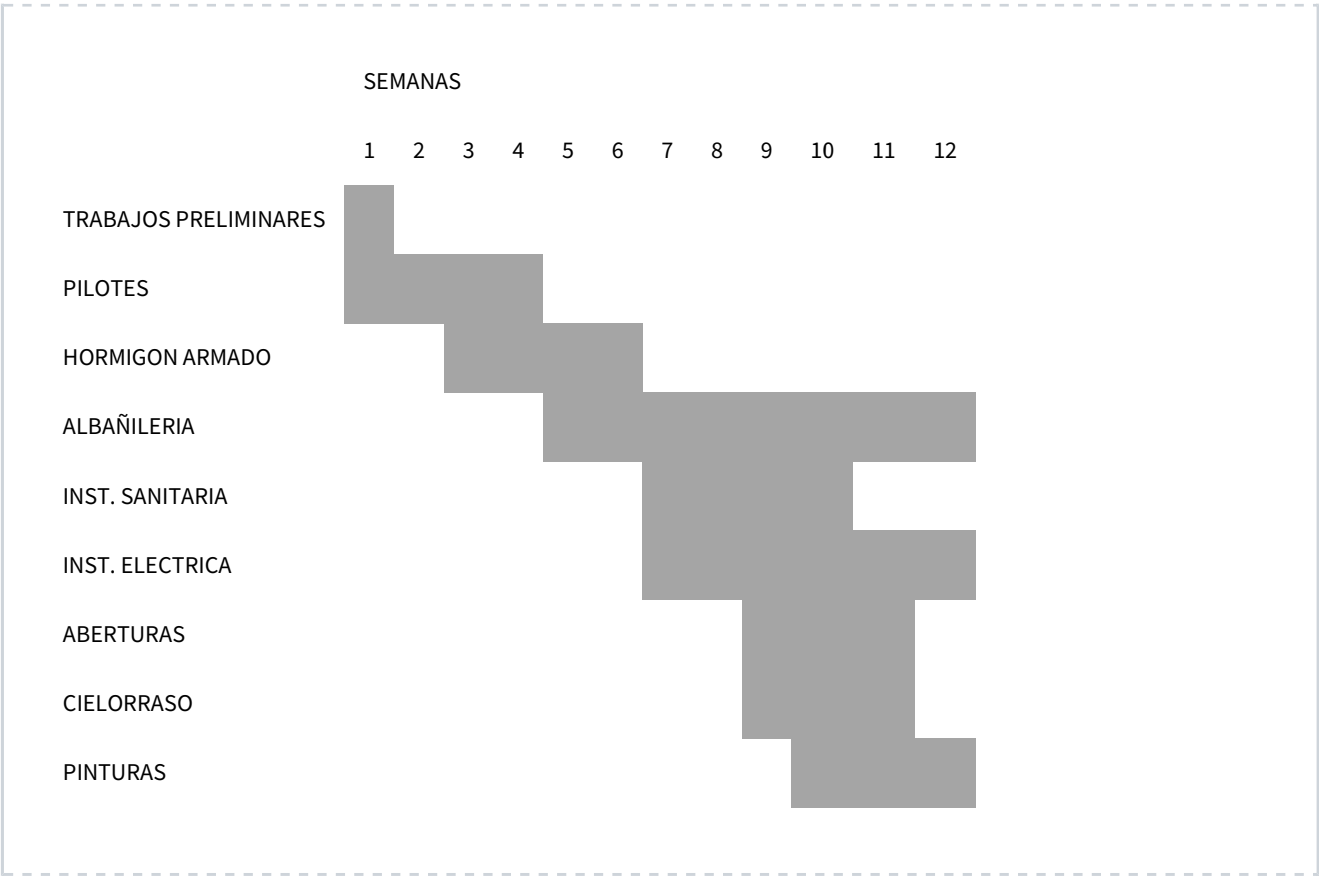 SEMANAS
1 2 3 4 5 6 7 8 9 10 11 12
TRABAJOS PRELIMINARES
PILOTES
HORMIGON ARMADO
ALBAÑILERIA
INST. SANITARIA
INST. ELECTRICA
ABERTURAS
CIELORRASO
PINTURAS